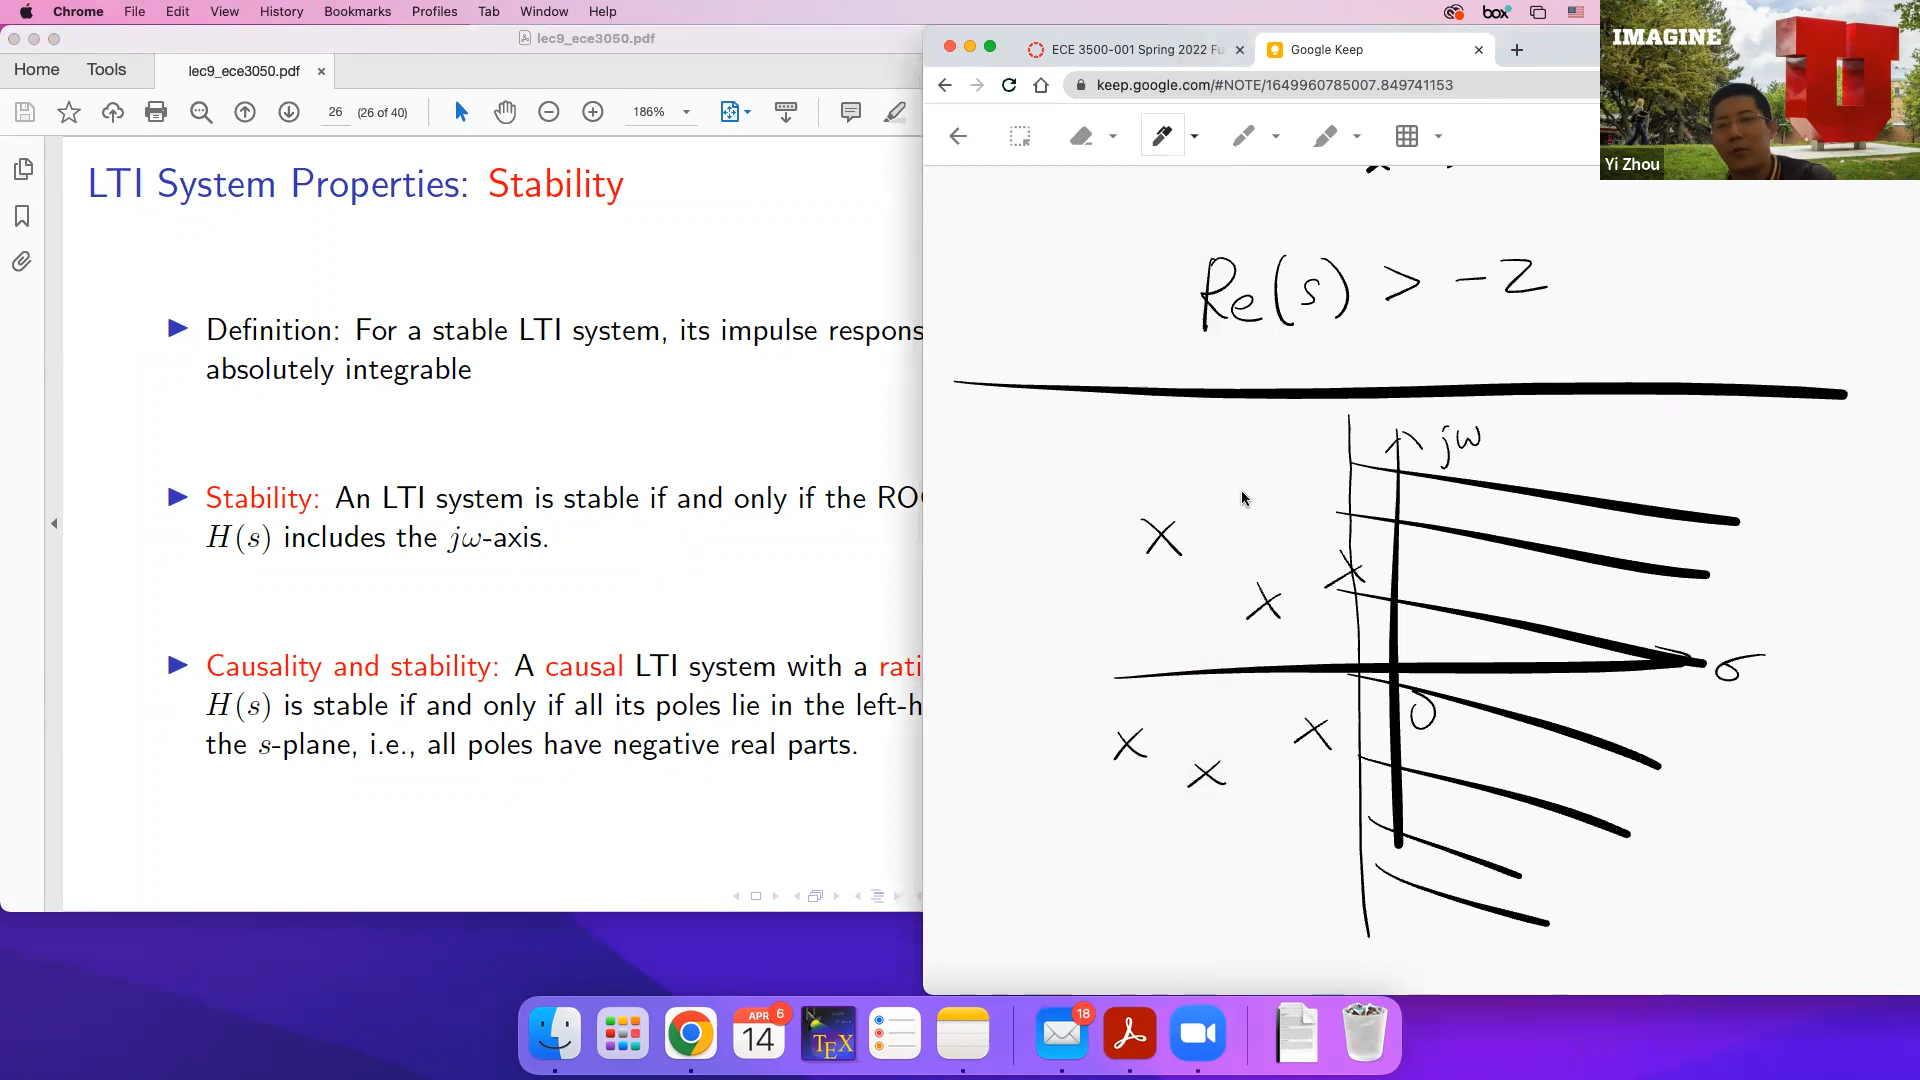 Chrome File Edit View History Bookmarks Profiles Tab Window Help
box
lec9_ece3050.pdf
Home Tools lec9_ece3050.pdf ×
26 (26 of 40) 186%
LTI System Properties: Stability
Definition: For a stable LTI system, its impulse respons
absolutely integrable
Stability: An LTI system is stable if and only if the RO
H(s) includes the jω-axis.
Causality and stability: A causal LTI system with a rati
H(s) is stable if and only if all its poles lie in the left-h
the s-plane, i.e., all poles have negative real parts.
ECE 3500-001 Spring 2022 Fu × Google Keep × +
keep.google.com/#NOTE/1649960785007.849741153
Re(s) > -2
jω
σ
0
IMAGINE
U
Yi Zhou
APR 6
14
TEX
18